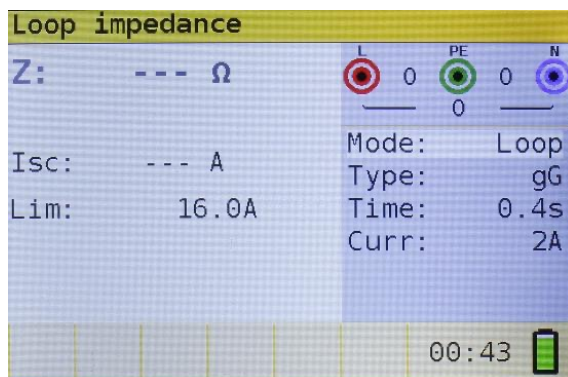 Loop impedance
Z: --- Ω
L PE N
0 0
0
Isc: --- A
Lim: 16.0A
Mode: Loop
Type: gG
Time: 0.4s
Curr: 2A
00:43